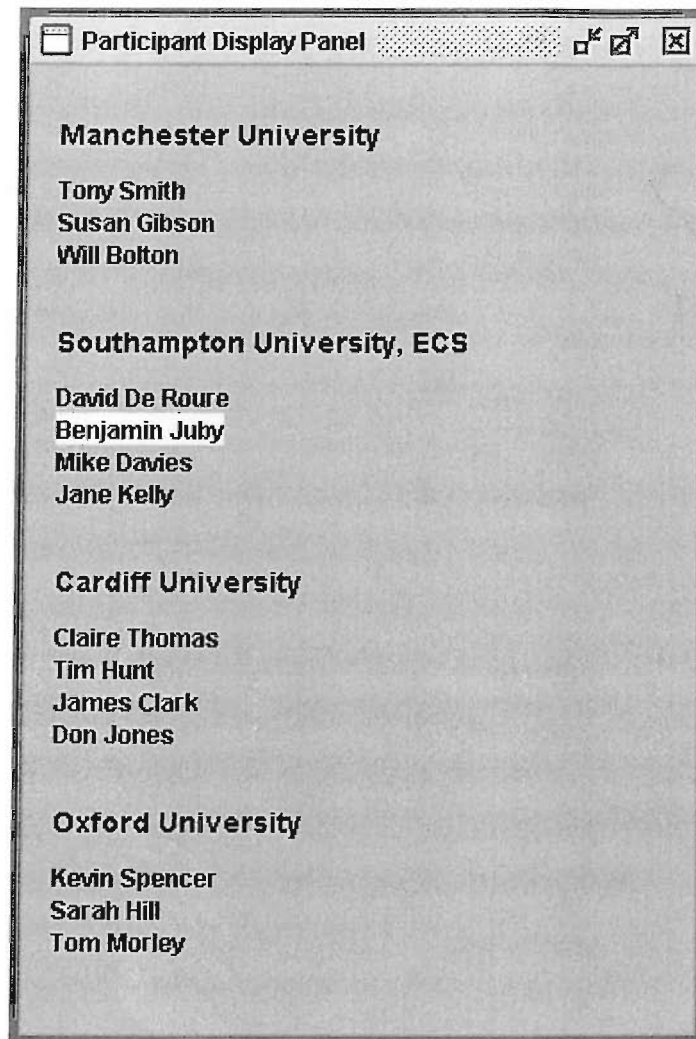 Participant Display Panel
Manchester University
Tony Smith
Susan Gibson
Will Bolton
Southampton University, ECS
David De Roure
Benjamin Juby
Mike Davies
Jane Kelly
Cardiff University
Claire Thomas
Tim Hunt
James Clark
Don Jones
Oxford University
Kevin Spencer
Sarah Hill
Tom Morley